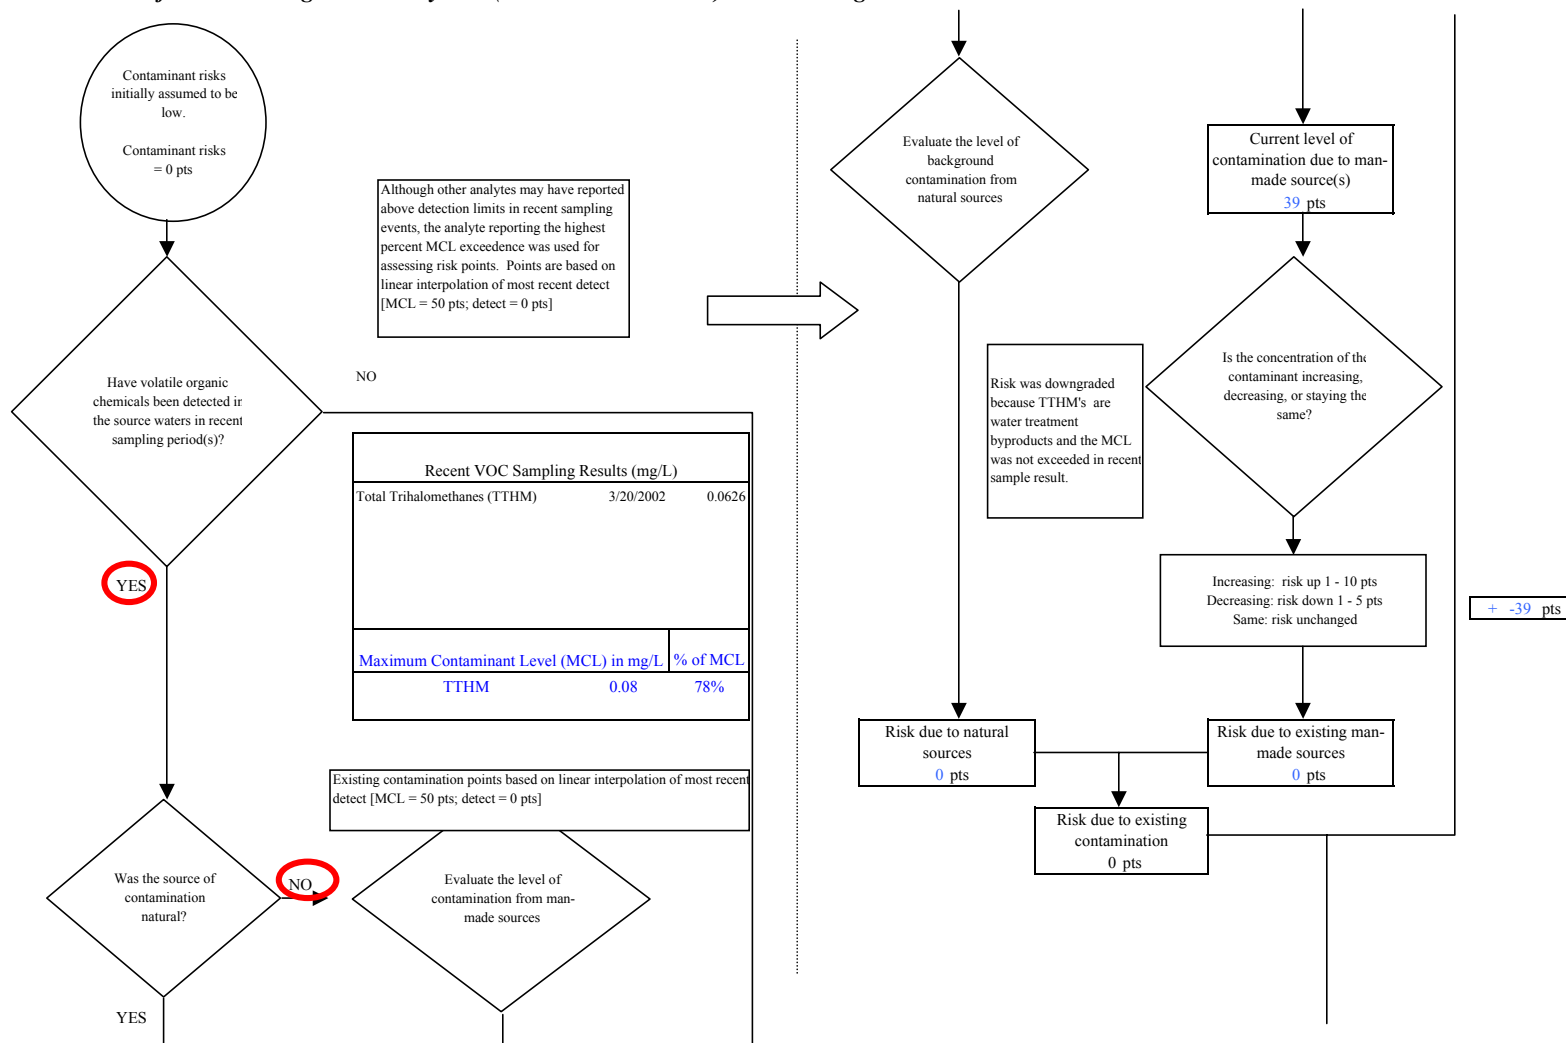 Contaminant risks
initially assumed to be
low.
Contaminant risks
= 0 pts
Although other analytes may have reported
above detection limits in recent sampling
events, the analyte reporting the highest
percent MCL exceedence was used for
assessing risk points.  Points are based on
linear interpolation of most recent detect
[MCL = 50 pts; detect = 0 pts]
NO
Have volatile organic
chemicals been detected in
the source waters in recent
sampling period(s)?
Recent VOC Sampling Results (mg/L)
Total Trihalomethanes (TTHM) 3/20/2002 0.0626
YES
Maximum Contaminant Level (MCL) in mg/L % of MCL
TTHM 0.08 78%
Existing contamination points based on linear interpolation of most recent
detect [MCL = 50 pts; detect = 0 pts]
Was the source of
contamination
natural?
NO
Evaluate the level of
contamination from man-
made sources
YES
Evaluate the level of
background
contamination from
natural sources
Current level of
contamination due to man-
made source(s)
39 pts
Risk was downgraded
because TTHM's  are
water treatment
byproducts and the MCL
was not exceeded in recent
sample result.
Is the concentration of the
contaminant increasing,
decreasing, or staying the
same?
Increasing:  risk up 1 - 10 pts
Decreasing: risk down 1 - 5 pts
Same: risk unchanged
+ -39 pts
Risk due to natural
sources
0 pts
Risk due to existing man-
made sources
0 pts
Risk due to existing
contamination
0 pts